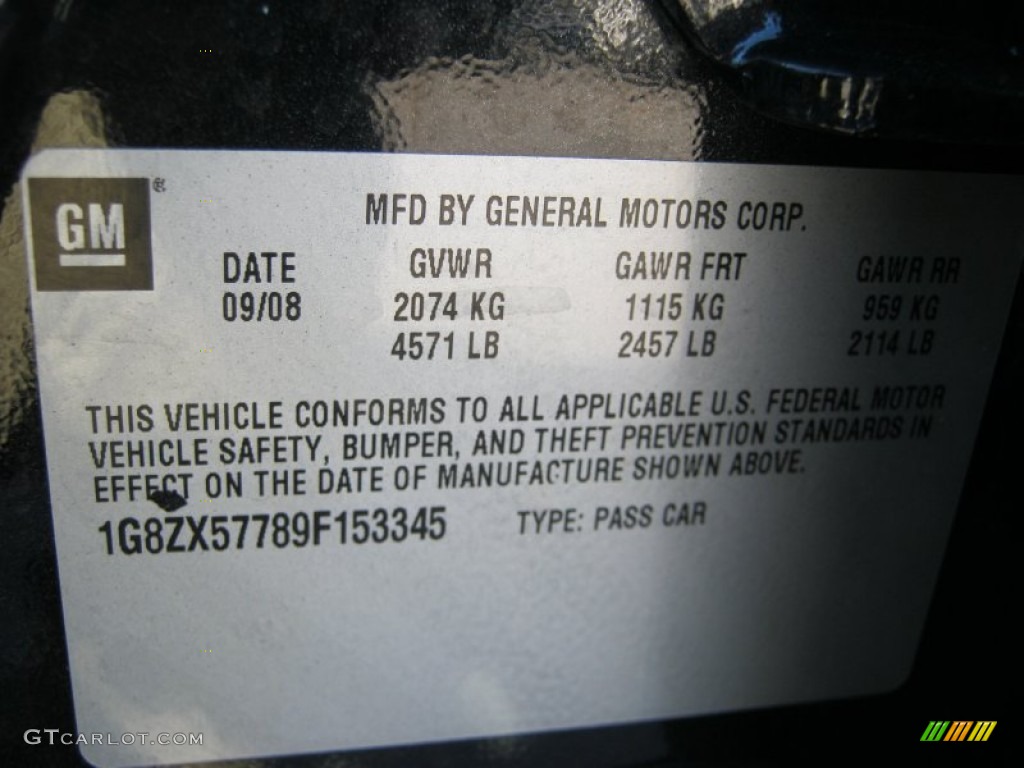 GM ®
MFD BY GENERAL MOTORS CORP.
DATE GVWR GAWR FRT GAWR RR
09/08 2074 KG 1115 KG 959 KG
4571 LB 2457 LB 2114 LB
THIS VEHICLE CONFORMS TO ALL APPLICABLE U.S. FEDERAL MOTOR
VEHICLE SAFETY, BUMPER, AND THEFT PREVENTION STANDARDS IN
EFFECT ON THE DATE OF MANUFACTURE SHOWN ABOVE.
1G8ZX57789F153345 TYPE: PASS CAR
GTCARLOT.COM